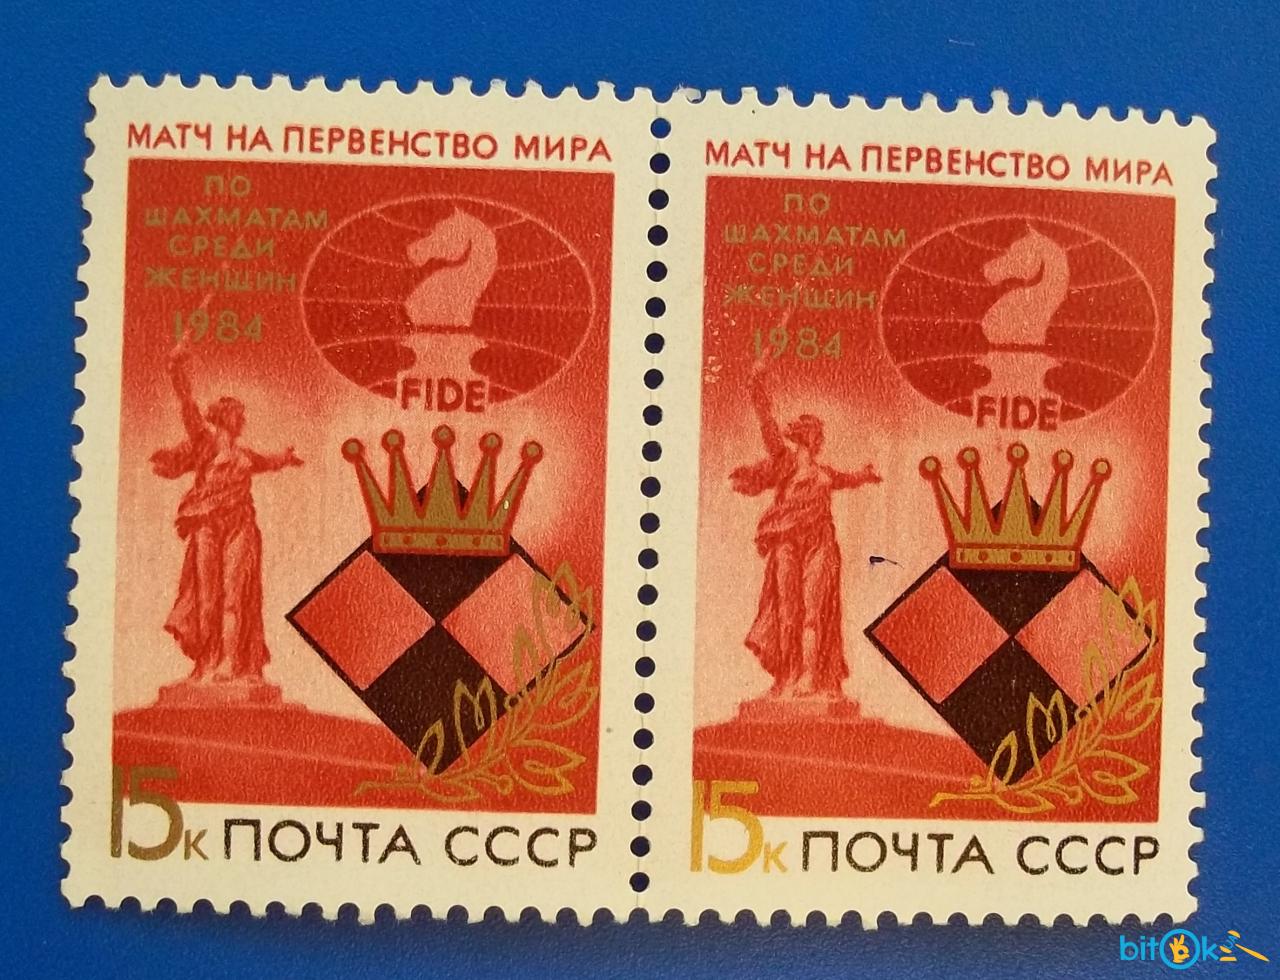 МАТЧ НА ПЕРВЕНСТВО МИРА
ПО
ШАХМАТАМ
СРЕДИ
ЖЕНЩИН
1984
FIDE
15к ПОЧТА СССР
МАТЧ НА ПЕРВЕНСТВО МИРА
ПО
ШАХМАТАМ
СРЕДИ
ЖЕНЩИН
1984
FIDE
15к ПОЧТА СССР
bitok